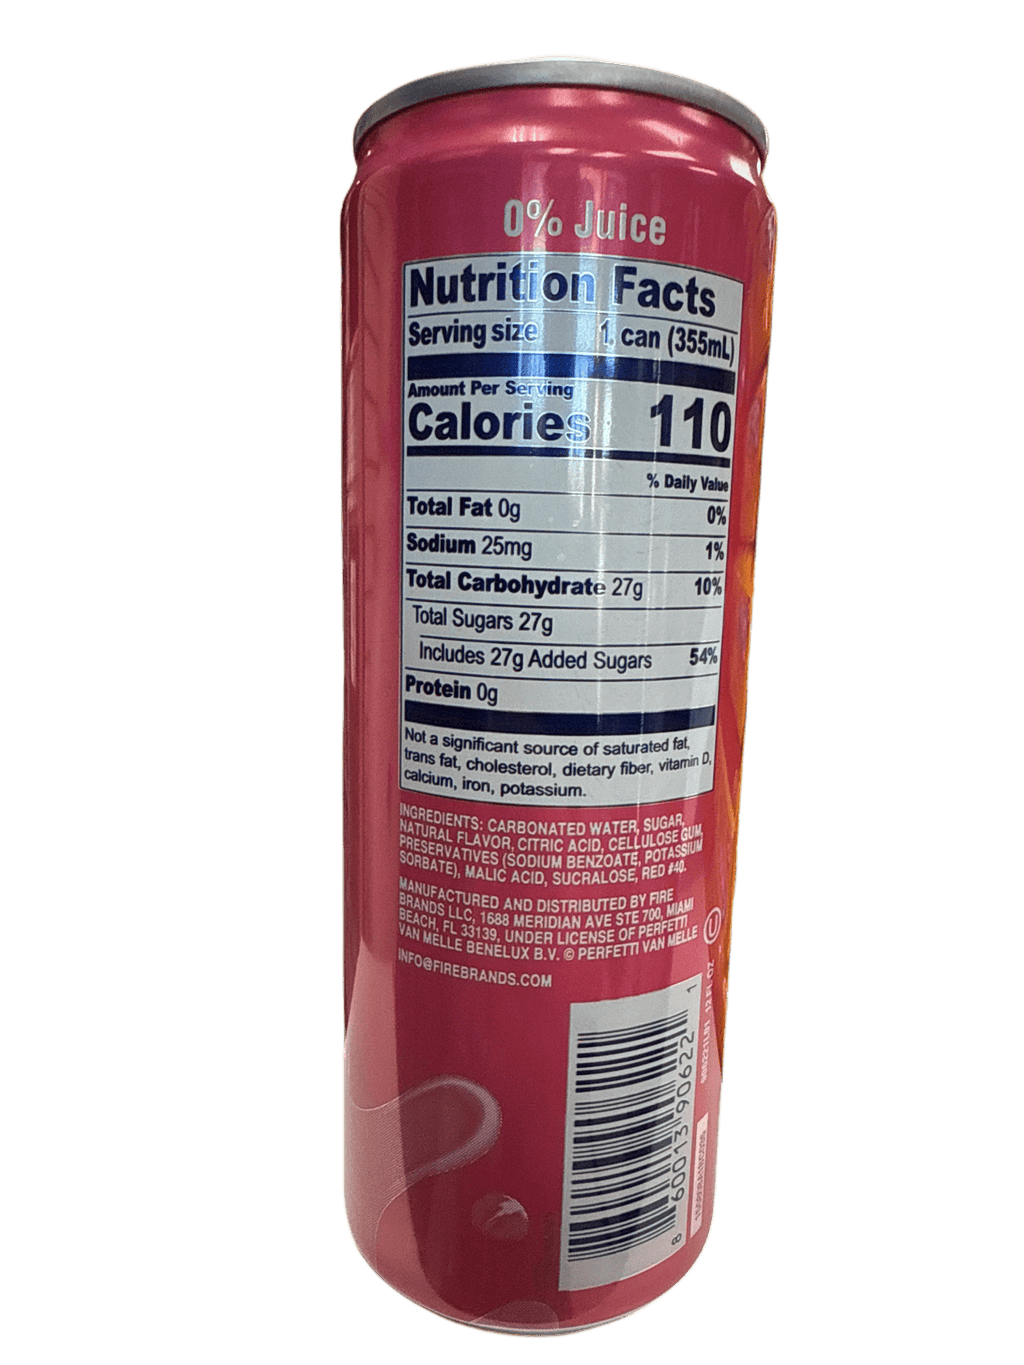 0% Juice
Nutrition Facts
Serving size 1 can (355mL)
Amount Per Serving
Calories 110
% Daily Value
Total Fat 0g 0%
Sodium 25mg 1%
Total Carbohydrate 27g 10%
Total Sugars 27g
Includes 27g Added Sugars 54%
Protein 0g
Not a significant source of saturated fat,
trans fat, cholesterol, dietary fiber, vitamin D,
calcium, iron, potassium.
INGREDIENTS: CARBONATED WATER, SUGAR,
NATURAL FLAVOR, CITRIC ACID, CELLULOSE GUM,
PRESERVATIVES (SODIUM BENZOATE, POTASSIUM
SORBATE), MALIC ACID, SUCRALOSE, RED #40.
MANUFACTURED AND DISTRIBUTED BY FIRE
BRANDS LLC, 1688 MERIDIAN AVE STE 700, MIAMI
BEACH, FL 33139, UNDER LICENSE OF PERFETTI
VAN MELLE BENELUX B.V. © PERFETTI VAN MELLE
INFO@FIREBRANDS.COM
U
12 FL OZ
8 60013 90622 1